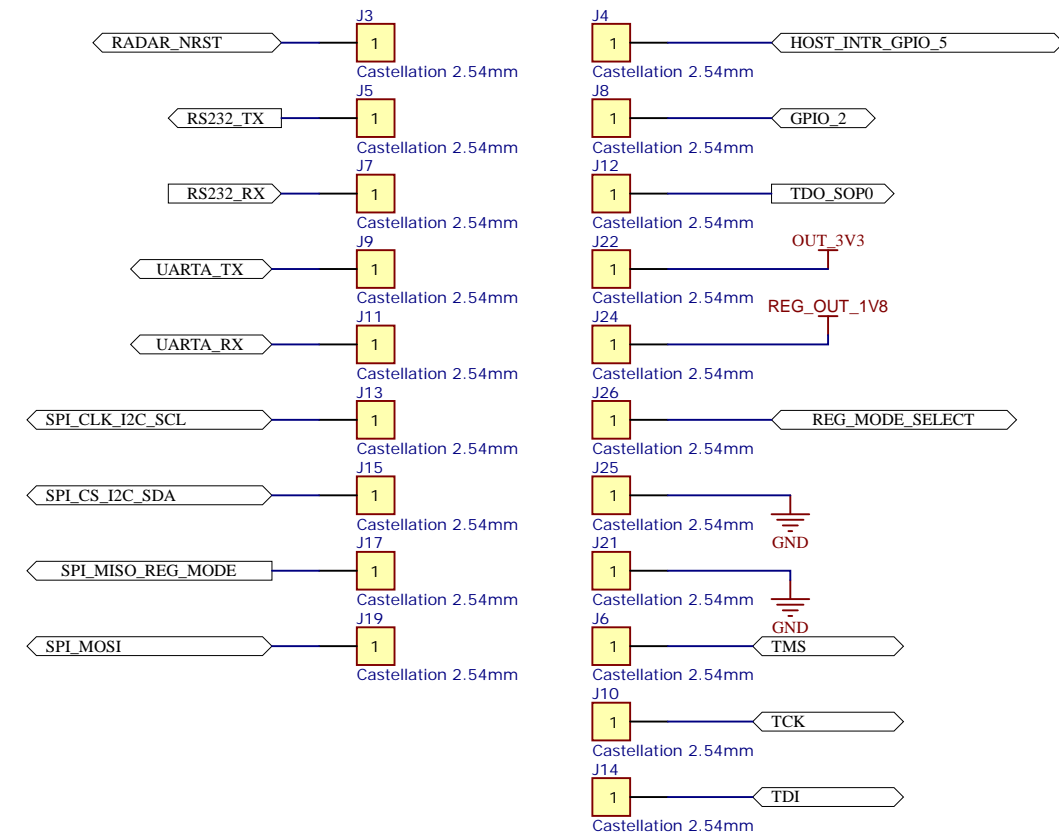 J3
RADAR_NRST
1
Castellation 2.54mm
J5
RS232_TX
1
Castellation 2.54mm
J7
RS232_RX
1
Castellation 2.54mm
J9
UARTA_TX
1
Castellation 2.54mm
J11
UARTA_RX
1
Castellation 2.54mm
J13
SPI_CLK_I2C_SCL
1
Castellation 2.54mm
J15
SPI_CS_I2C_SDA
1
Castellation 2.54mm
J17
SPI_MISO_REG_MODE
1
Castellation 2.54mm
J19
SPI_MOSI
1
Castellation 2.54mm
J4
1
HOST_INTR_GPIO_5
Castellation 2.54mm
J8
1
GPIO_2
Castellation 2.54mm
J12
1
TDO_SOP0
Castellation 2.54mm
J22
OUT_3V3
1
Castellation 2.54mm
J24
REG_OUT_1V8
1
Castellation 2.54mm
J26
1
REG_MODE_SELECT
Castellation 2.54mm
J25
1
Castellation 2.54mm
GND
J21
1
Castellation 2.54mm
GND
J6
1
TMS
Castellation 2.54mm
J10
1
TCK
Castellation 2.54mm
J14
1
TDI
Castellation 2.54mm